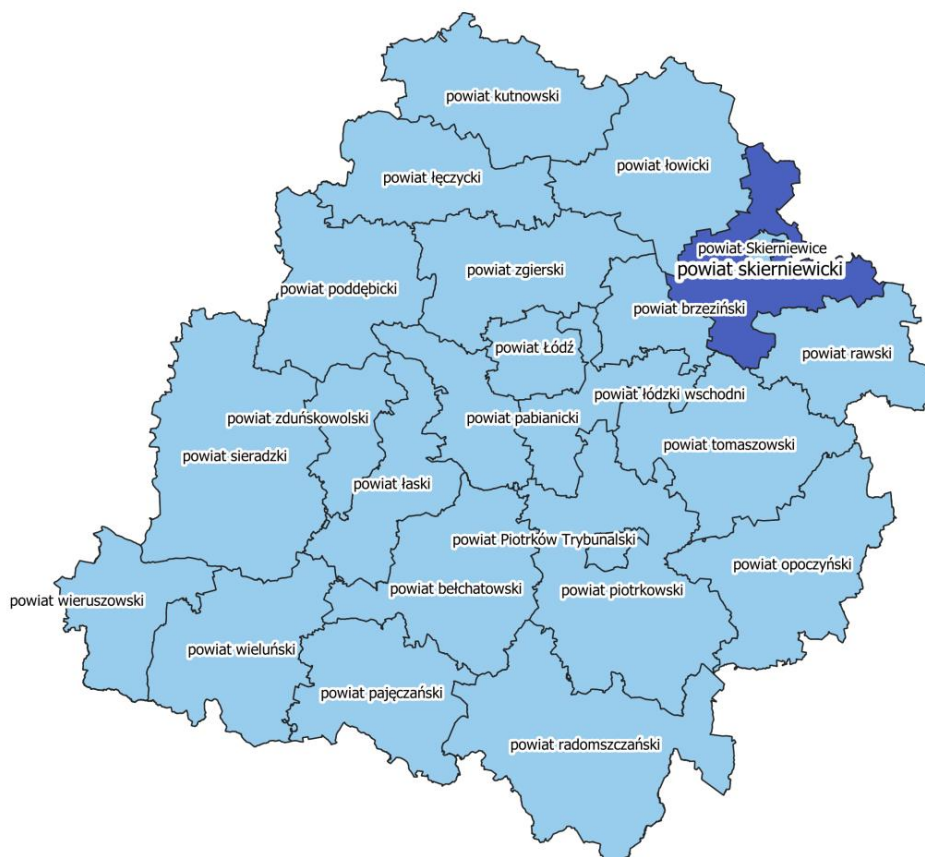 powiat kutnowski
powiat łowicki
powiat łęczycki
powiat Skierniewice
powiat skierniewicki
powiat zgierski
powiat poddębicki
powiat brzeziński
powiat Łódź
powiat rawski
powiat łódzki wschodni
powiat zduńskowolski
powiat pabianicki
powiat tomaszowski
powiat sieradzki
powiat łaski
powiat Piotrków Trybunalski
powiat opoczyński
powiat bełchatowski
powiat piotrkowski
powiat wieruszowski
powiat wieluński
powiat pajęczański
powiat radomszczański